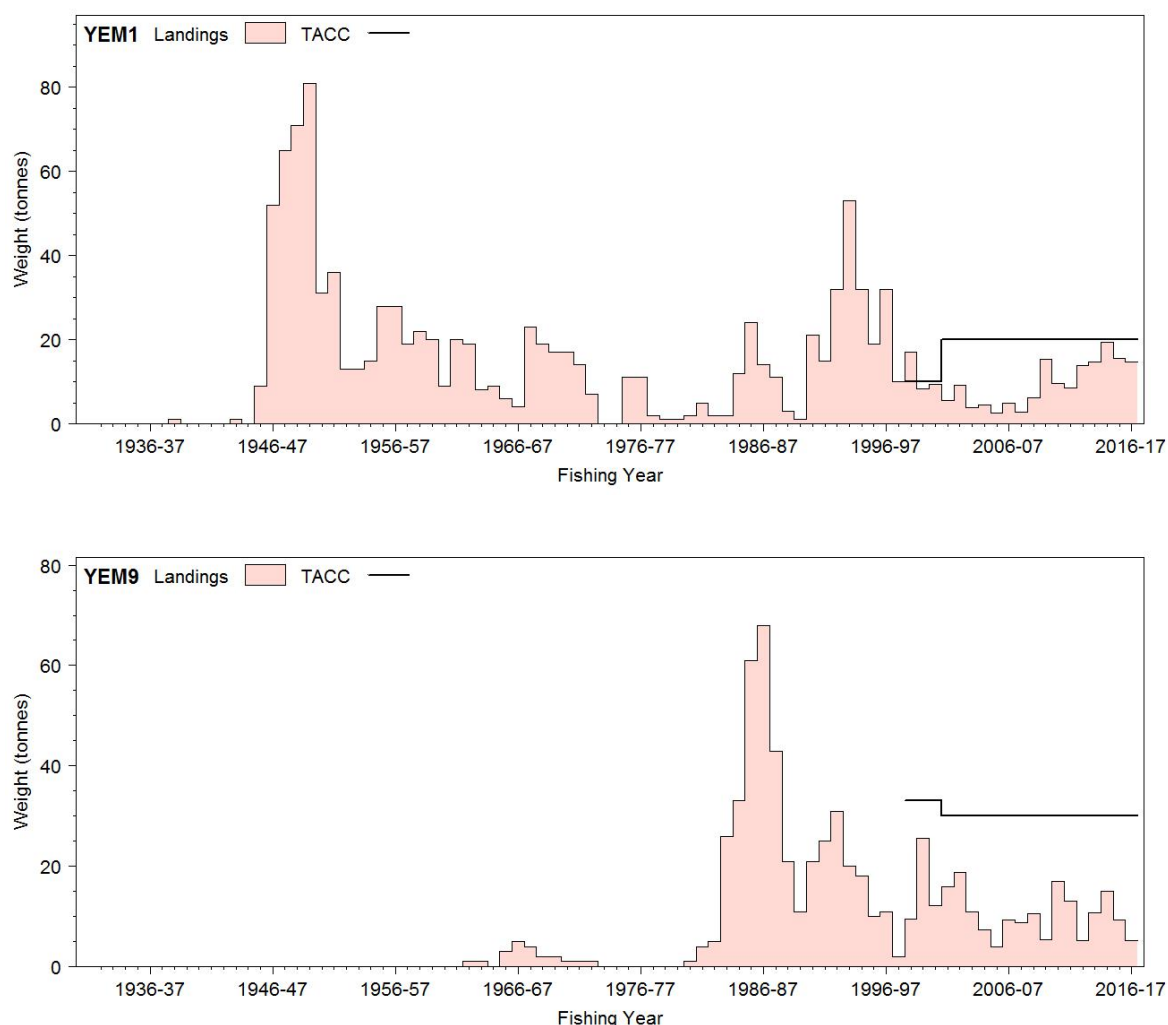 YEM1 Landings TACC
80
60
40
20
0
Weight (tonnes)
1936-37 1946-47 1956-57 1966-67 1976-77 1986-87 1996-97 2006-07 2016-17
Fishing Year
YEM9 Landings TACC
80
60
40
20
0
Weight (tonnes)
1936-37 1946-47 1956-57 1966-67 1976-77 1986-87 1996-97 2006-07 2016-17
Fishing Year